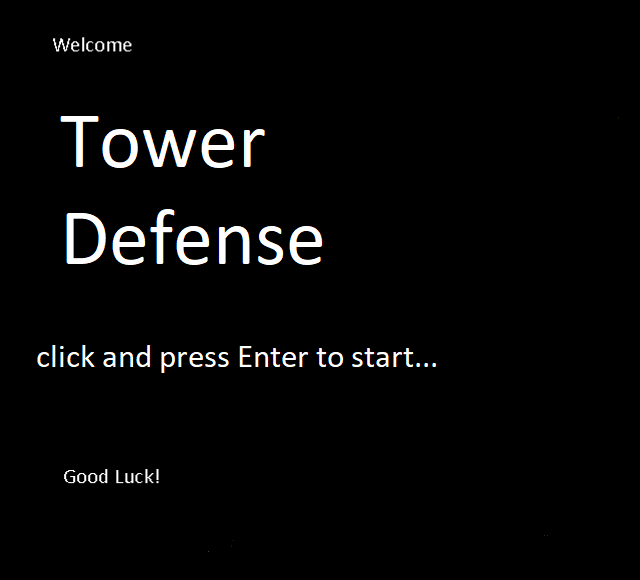 Welcome
Tower
Defense
click and press Enter to start...
Good Luck!